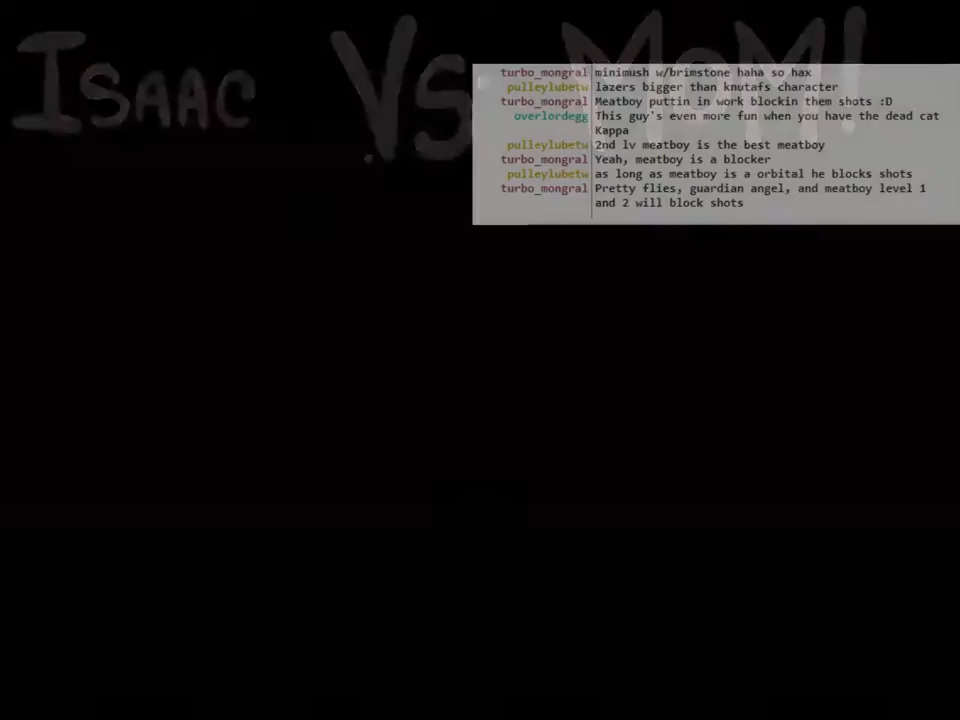 Isaac Vs MoM!
turbo_mongral minimush w/brimstone haha so hax
pulleylubetw lazers bigger than knutafs character
turbo_mongral Meatboy puttin in work blockin them shots :D
overlordegg This guy's even more fun when you have the dead cat
Kappa
pulleylubetw 2nd lv meatboy is the best meatboy
turbo_mongral Yeah, meatboy is a blocker
pulleylubetw as long as meatboy is a orbital he blocks shots
turbo_mongral Pretty flies, guardian angel, and meatboy level 1
and 2 will block shots